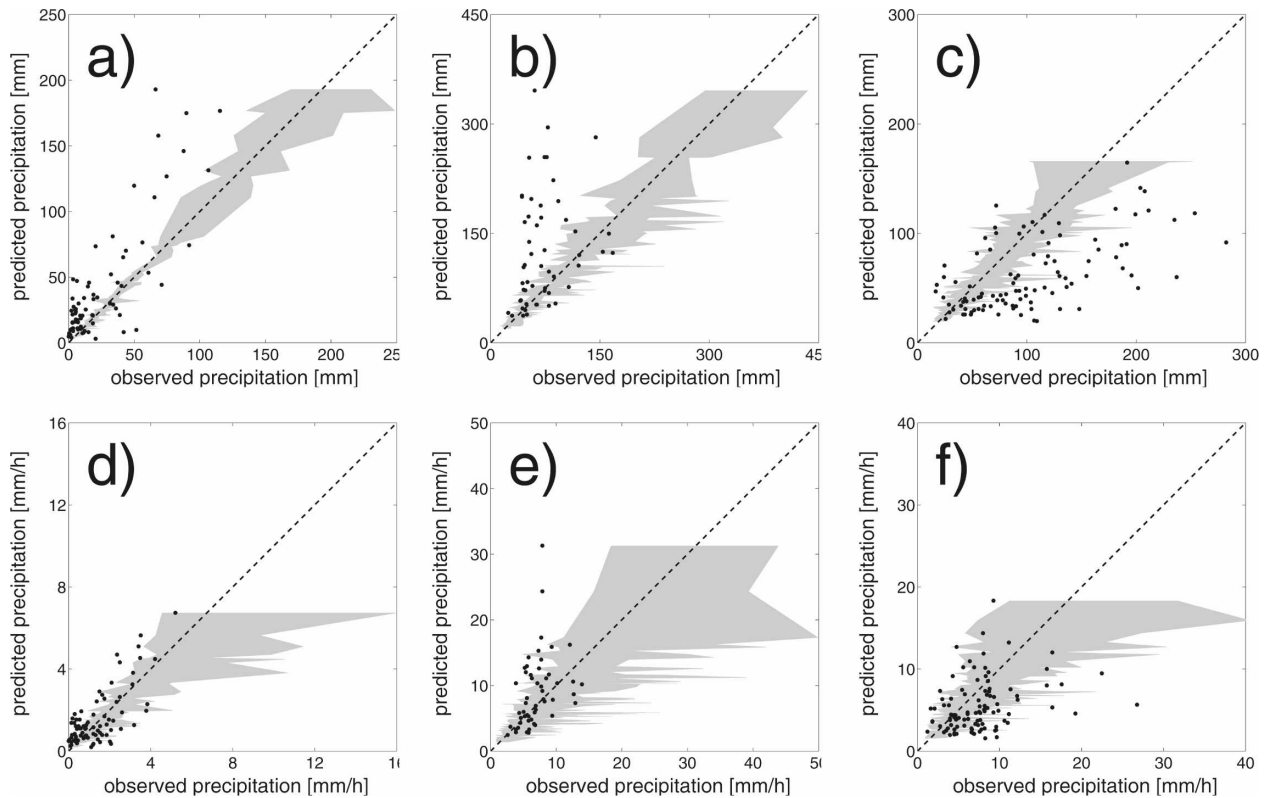 a)
predicted precipitation [mm]
250
200
150
100
50
0
0 50 100 150 200 25
observed precipitation [mm]
b)
predicted precipitation [mm]
450
300
150
0
0 150 300 45
observed precipitation [mm]
c)
predicted precipitation [mm]
300
200
100
0
0 100 200 300
observed precipitation [mm]
d)
predicted precipitation [mm/h]
16
12
8
4
0
0 4 8 12 1
observed precipitation [mm/h]
e)
predicted precipitation [mm/h]
50
40
30
20
10
0
0 10 20 30 40 50
observed precipitation [mm/h]
f)
predicted precipitation [mm/h]
40
30
20
10
0
0 10 20 30 40
observed precipitation [mm/h]